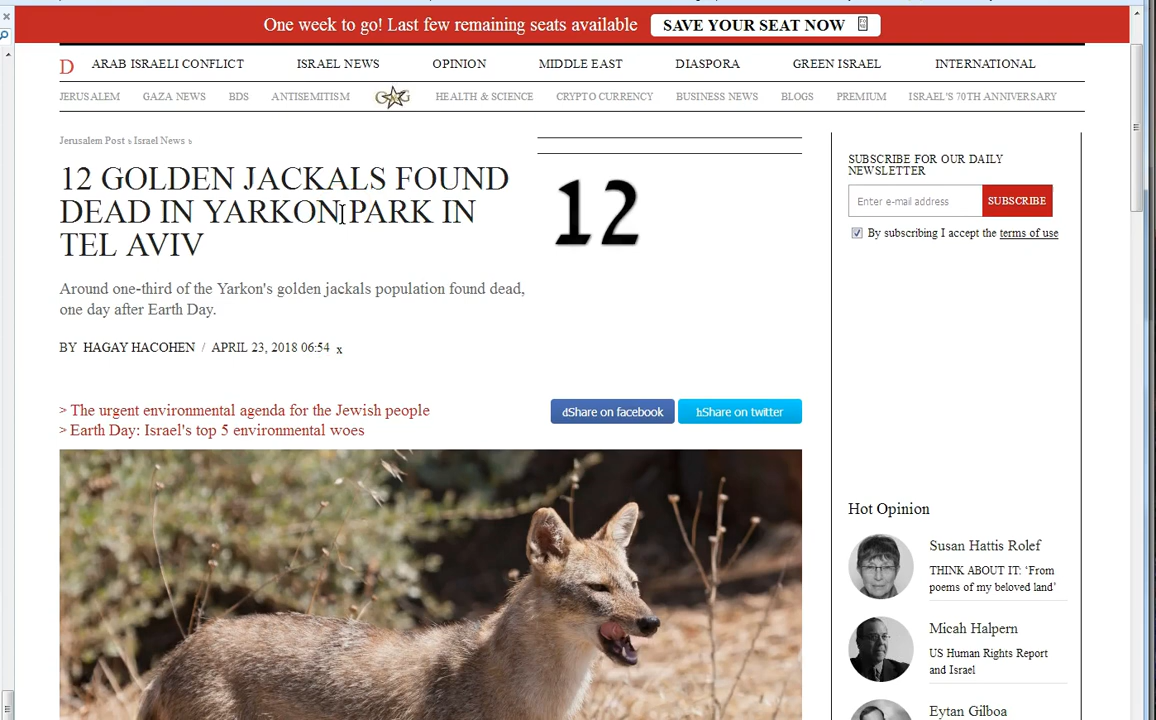 One week to go! Last few remaining seats available SAVE YOUR SEAT NOW
D ARAB ISRAELI CONFLICT ISRAEL NEWS OPINION MIDDLE EAST DIASPORA GREEN ISRAEL INTERNATIONAL
JERUSALEM GAZA NEWS BDS ANTISEMITISM HEALTH & SCIENCE CRYPTO CURRENCY BUSINESS NEWS BLOGS PREMIUM ISRAEL'S 70TH ANNIVERSARY
Jerusalem Post Israel News
12 GOLDEN JACKALS FOUND
DEAD IN YARKON PARK IN
TEL AVIV
12
Around one-third of the Yarkon's golden jackals population found dead,
one day after Earth Day.
BY HAGAY HACOHEN / APRIL 23, 2018 06:54 x
> The urgent environmental agenda for the Jewish people
> Earth Day: Israel's top 5 environmental woes
dShare on facebook hShare on twitter
SUBSCRIBE FOR OUR DAILY
NEWSLETTER
Enter e-mail address SUBSCRIBE
By subscribing I accept the terms of use
Hot Opinion
Susan Hattis Rolef
THINK ABOUT IT: ‘From
poems of my beloved land’
Micah Halpern
US Human Rights Report
and Israel
Eytan Gilboa